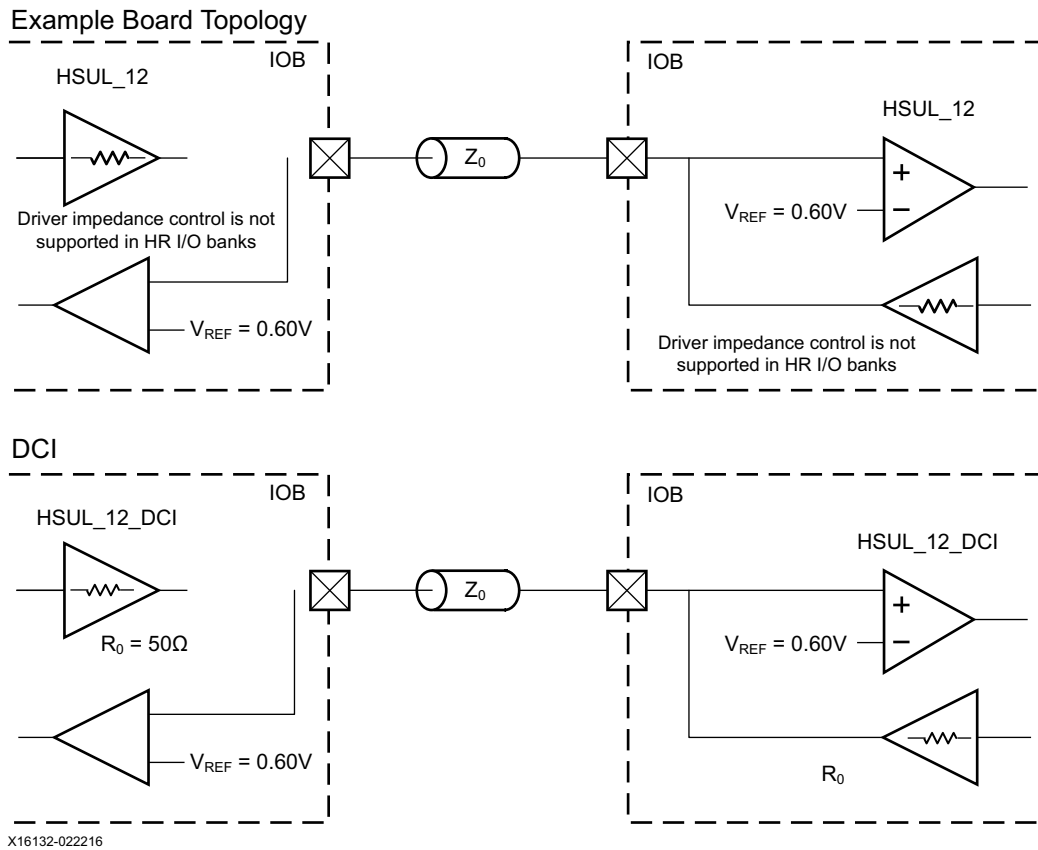 Example Board Topology
IOB
HSUL_12
Driver impedance control is not
supported in HR I/O banks
VREF = 0.60V
Z0
IOB
HSUL_12
+
VREF = 0.60V
−
Driver impedance control is not
supported in HR I/O banks
DCI
IOB
HSUL_12_DCI
R0 = 50Ω
VREF = 0.60V
Z0
IOB
HSUL_12_DCI
+
VREF = 0.60V
−
R0
X16132-022216